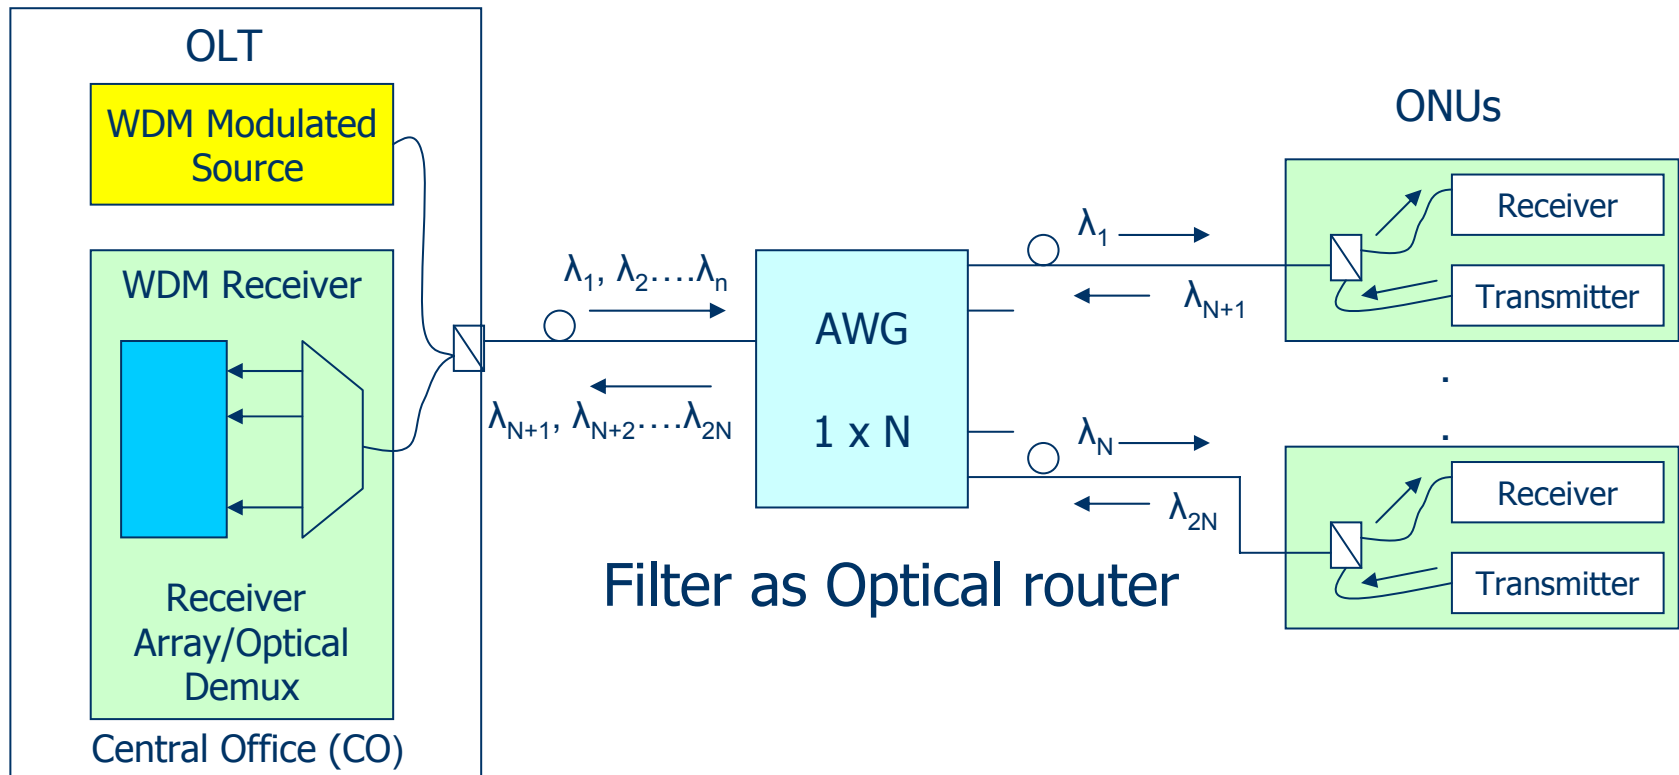 OLT
WDM Modulated
Source
WDM Receiver
Receiver
Array/Optical
Demux
Central Office (CO)
λ1, λ2....λn
λN+1, λN+2....λ2N
AWG
1 x N
Filter as Optical router
λ1
λN+1
λN
λ2N
ONUs
Receiver
Transmitter
.
.
Receiver
Transmitter